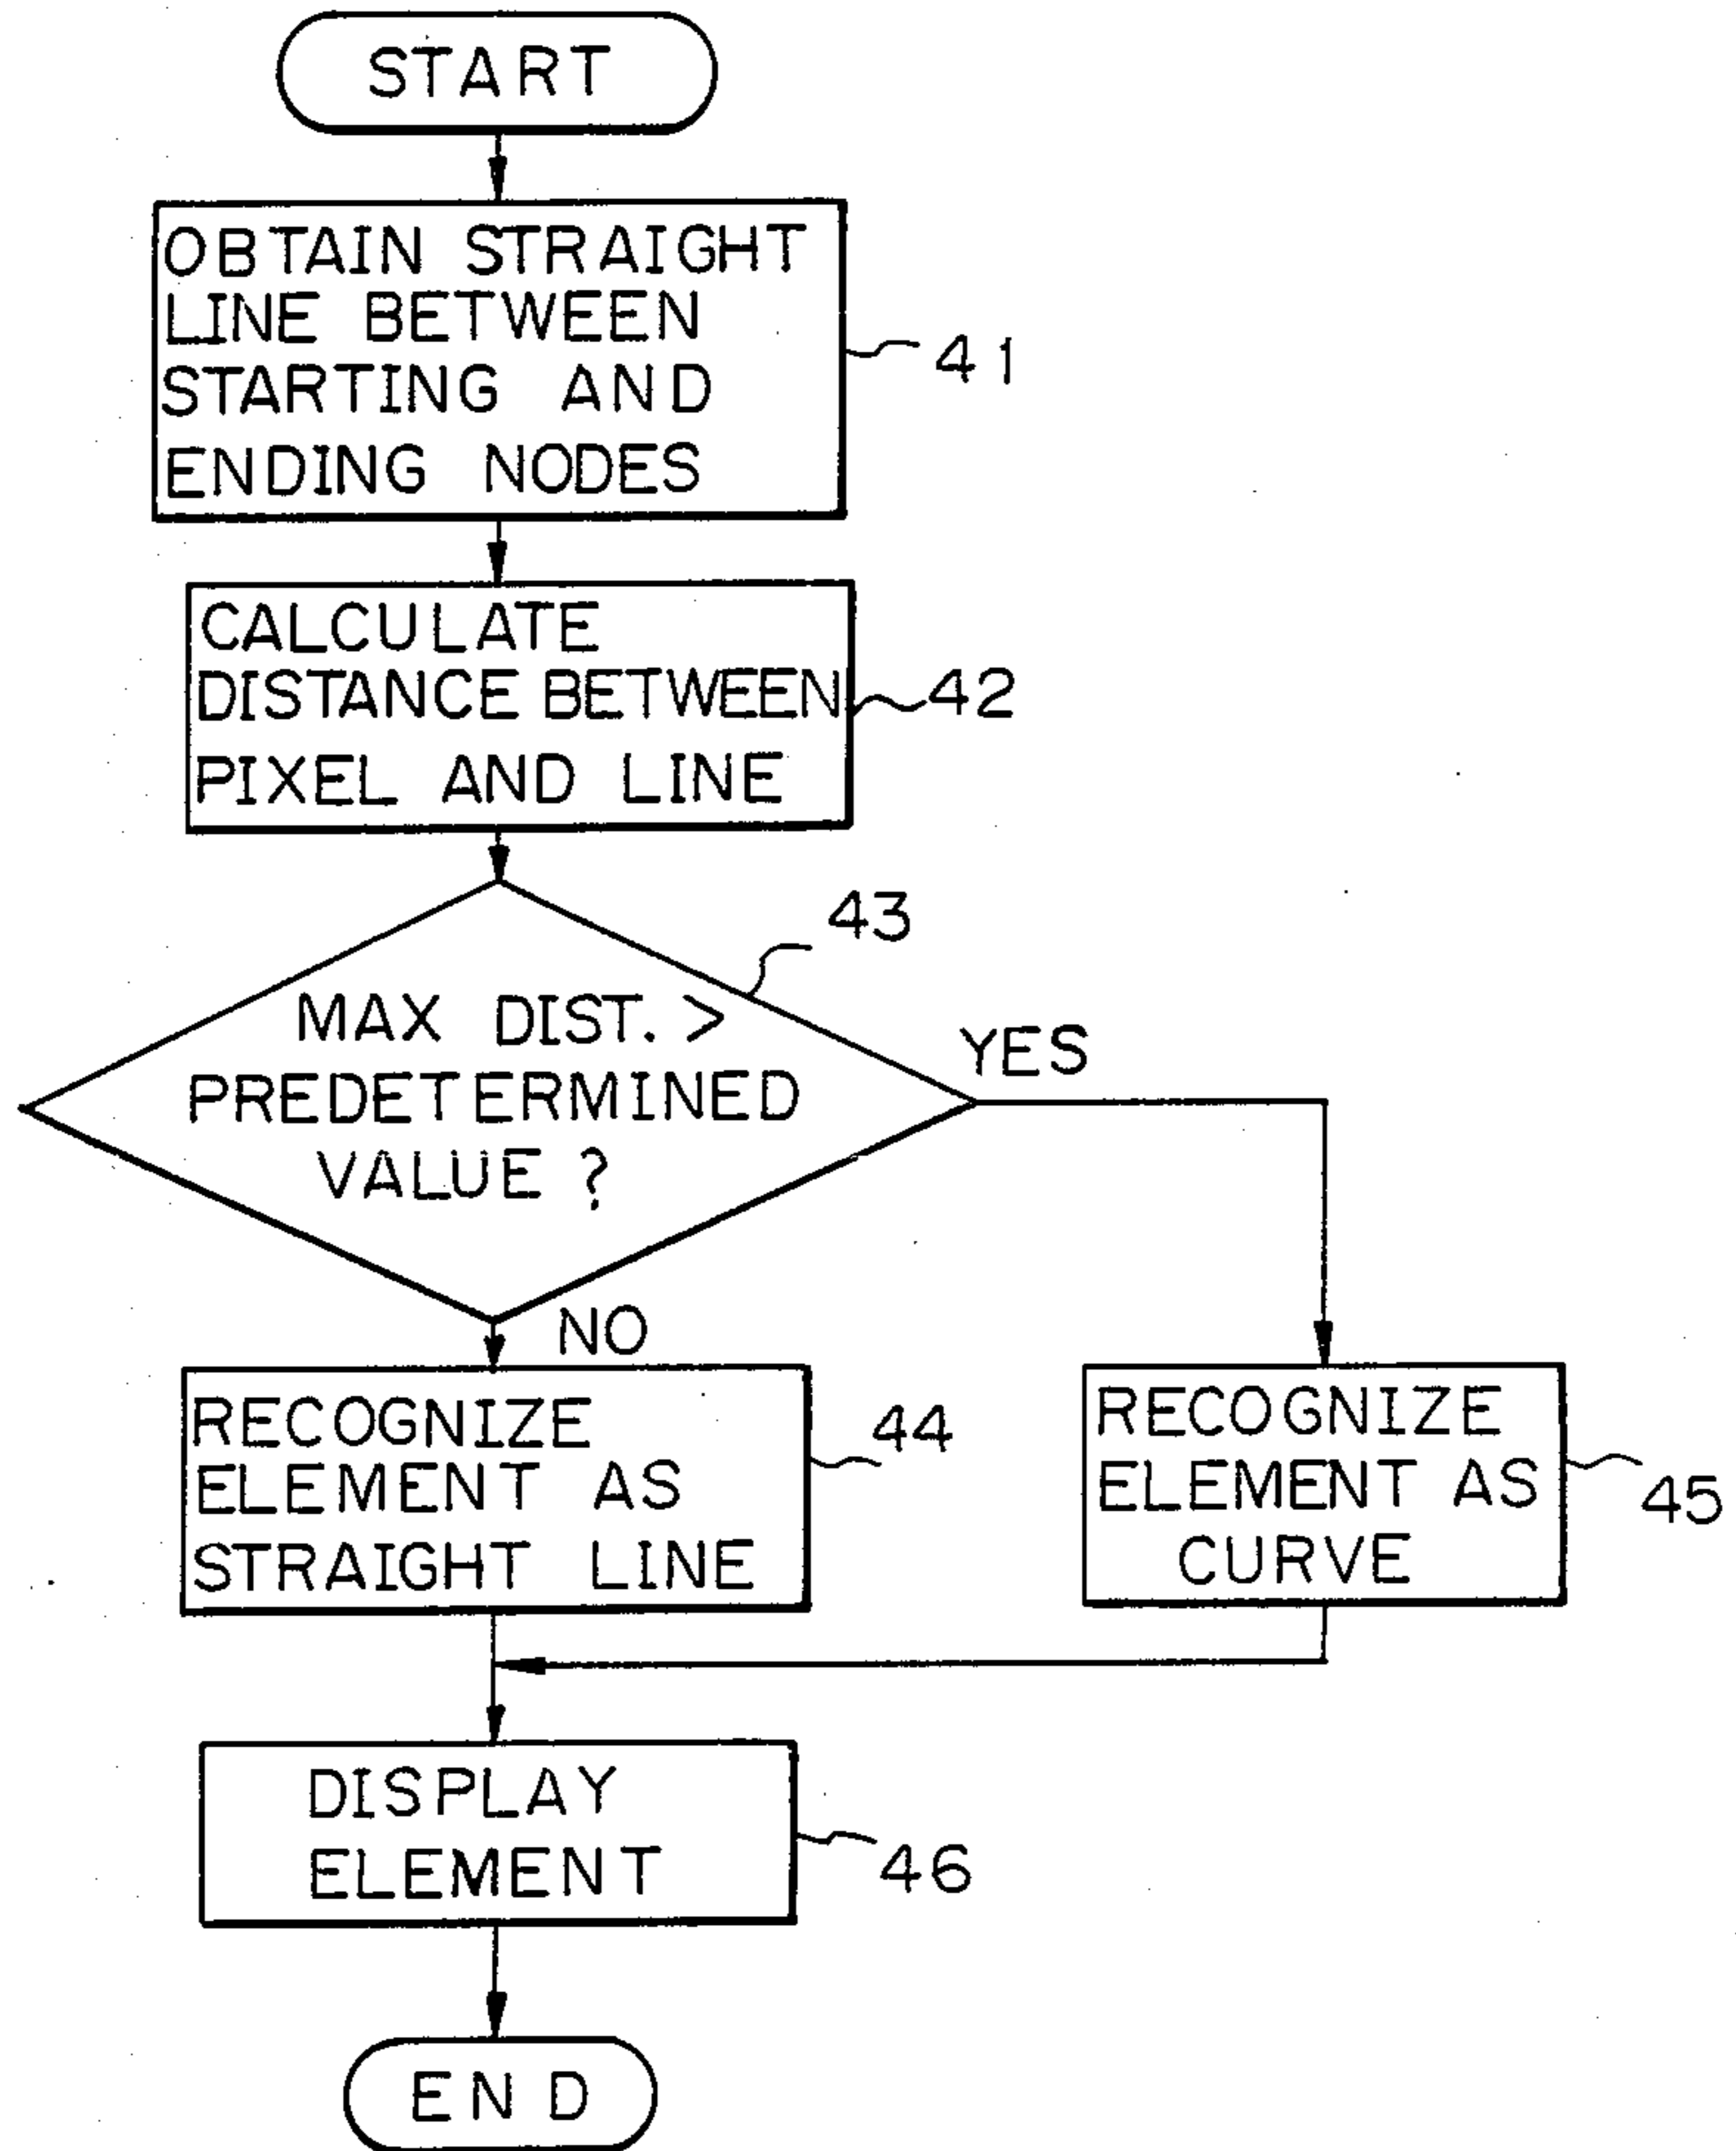 START
OBTAIN STRAIGHT
LINE BETWEEN
STARTING AND
ENDING NODES
41
CALCULATE
DISTANCE BETWEEN
PIXEL AND LINE
42
43
MAX DIST. >
PREDETERMINED
VALUE ?
YES
NO
RECOGNIZE
ELEMENT AS
STRAIGHT LINE
44
RECOGNIZE
ELEMENT AS
CURVE
45
DISPLAY
ELEMENT
46
END